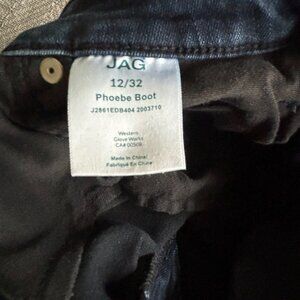 JAG
12/32
Phoebe Boot
J2861EDB404 2003710
Western
Glove Works
CA# 00508
Made In China/
Fabriqué En Chine